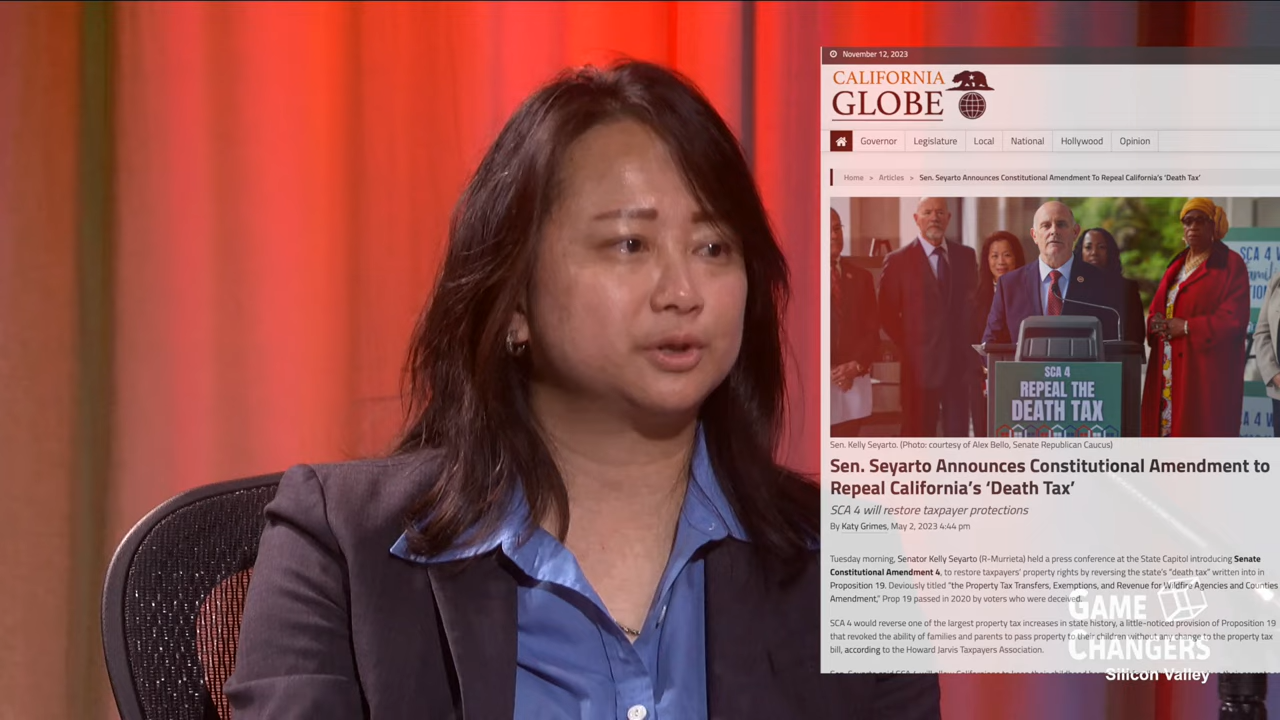 November 12, 2023
CALIFORNIA
GLOBE
Governor Legislature Local National Hollywood Opinion
Home > Articles > Sen. Seyarto Announces Constitutional Amendment To Repeal California's 'Death Tax'
SCA 4
REPEAL THE
DEATH TAX
SCA 4
Sen. Kelly Seyarto. (Photo: courtesy of Alex Bello, Senate Republican Caucus)
Sen. Seyarto Announces Constitutional Amendment to
Repeal California's 'Death Tax'
SCA 4 will restore taxpayer protections
By Katy Grimes, May 2, 2023 4:44 pm
Tuesday morning, Senator Kelly Seyarto (R-Murrieta) held a press conference at the State Capitol introducing Senate
Constitutional Amendment 4, to restore taxpayers' property rights by reversing the state's "death tax" written into in
Proposition 19. Deviously titled "the Property Tax Transfers, Exemptions, and Revenue for Wildfire Agencies and Counties
Amendment," Prop 19 passed in 2020 by voters who were deceived.
SCA 4 would reverse one of the largest property tax increases in state history, a little-noticed provision of Proposition 19
that revoked the ability of families and parents to pass property to their children without any change to the property tax
bill, according to the Howard Jarvis Taxpayers Association.
GAME
CHANGERS
Silicon Valley